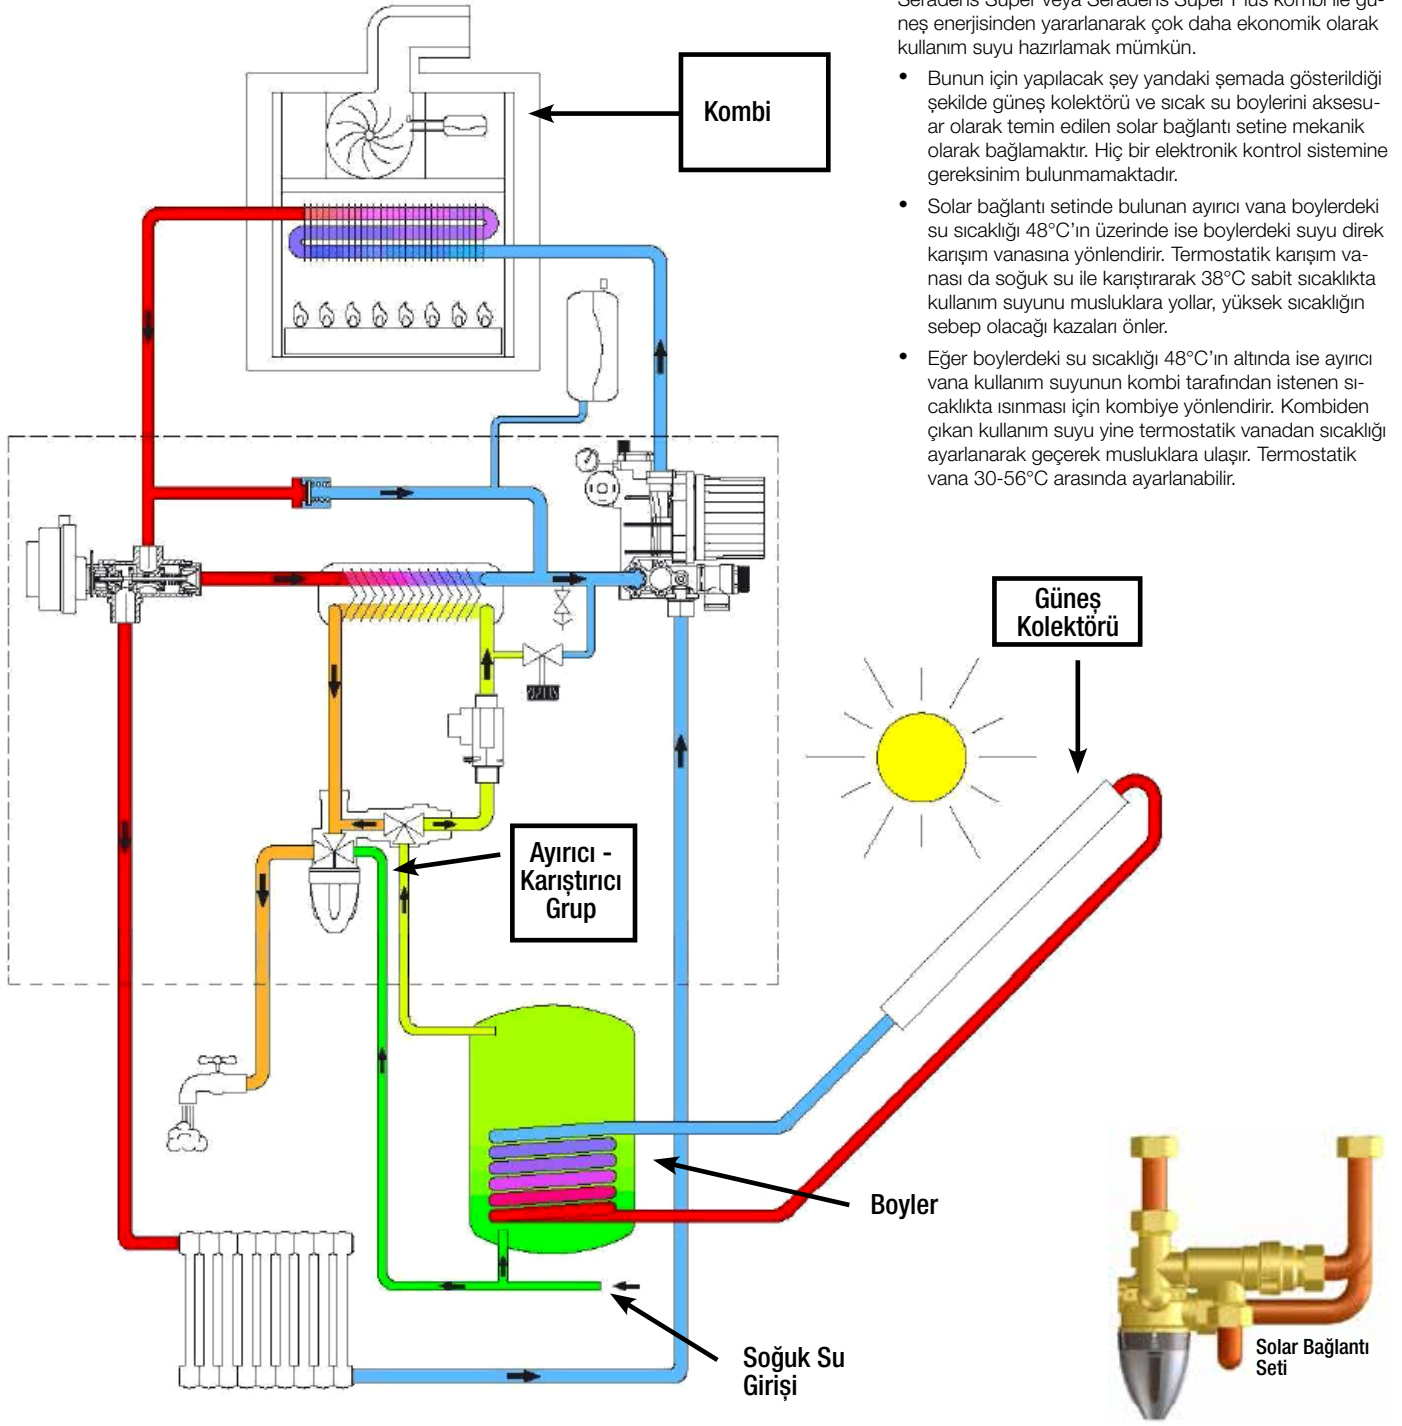 Seradens Süper veya Seradens Süper Plus kombi ile gü-
neş enerjisinden yararlanarak çok daha ekonomik olarak
kullanım suyu hazırlamak mümkün.
• Bunun için yapılacak şey yandaki şemada gösterildiği
şekilde güneş kolektörü ve sıcak su boylerini aksesu-
ar olarak temin edilen solar bağlantı setine mekanik
olarak bağlamaktır. Hiç bir elektronik kontrol sistemine
gereksinim bulunmamaktadır.
• Solar bağlantı setinde bulunan ayırıcı vana boylerdeki
su sıcaklığı 48°C'ın üzerinde ise boylerdeki suyu direk
karışım vanasına yönlendirir. Termostatik karışım va-
nası da soğuk su ile karıştırarak 38°C sabit sıcaklıkta
kullanım suyunu musluklara yollar, yüksek sıcaklığın
sebep olacağı kazaları önler.
• Eğer boylerdeki su sıcaklığı 48°C'ın altında ise ayırıcı
vana kullanım suyunun kombi tarafından istenen sı-
caklıkta ısınması için kombiye yönlendirir. Kombiden
çıkan kullanım suyu yine termostatik vanadan sıcaklığı
ayarlanarak geçerek musluklara ulaşır. Termostatik
vana 30-56°C arasında ayarlanabilir.
Kombi
Güneş
Kolektörü
Ayırıcı -
Karıştırıcı
Grup
Boyler
Soğuk Su
Girişi
Solar Bağlantı
Seti